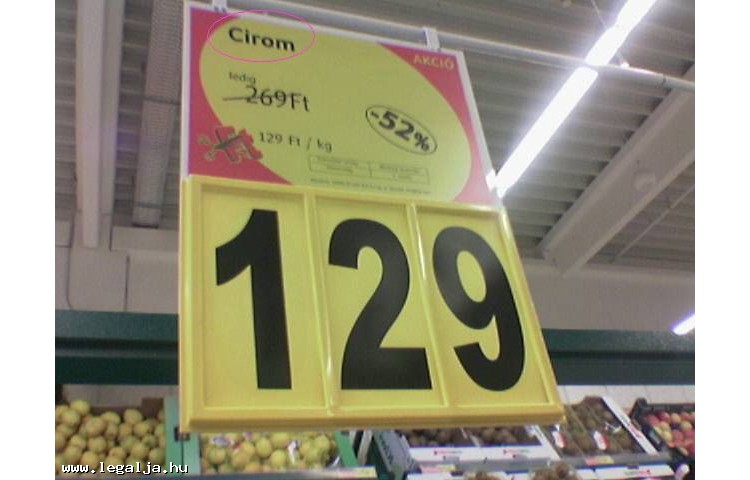 Cirom
AKCIÓ
eddig
269Ft
-52%
129 Ft / kg
129
www.legalja.hu